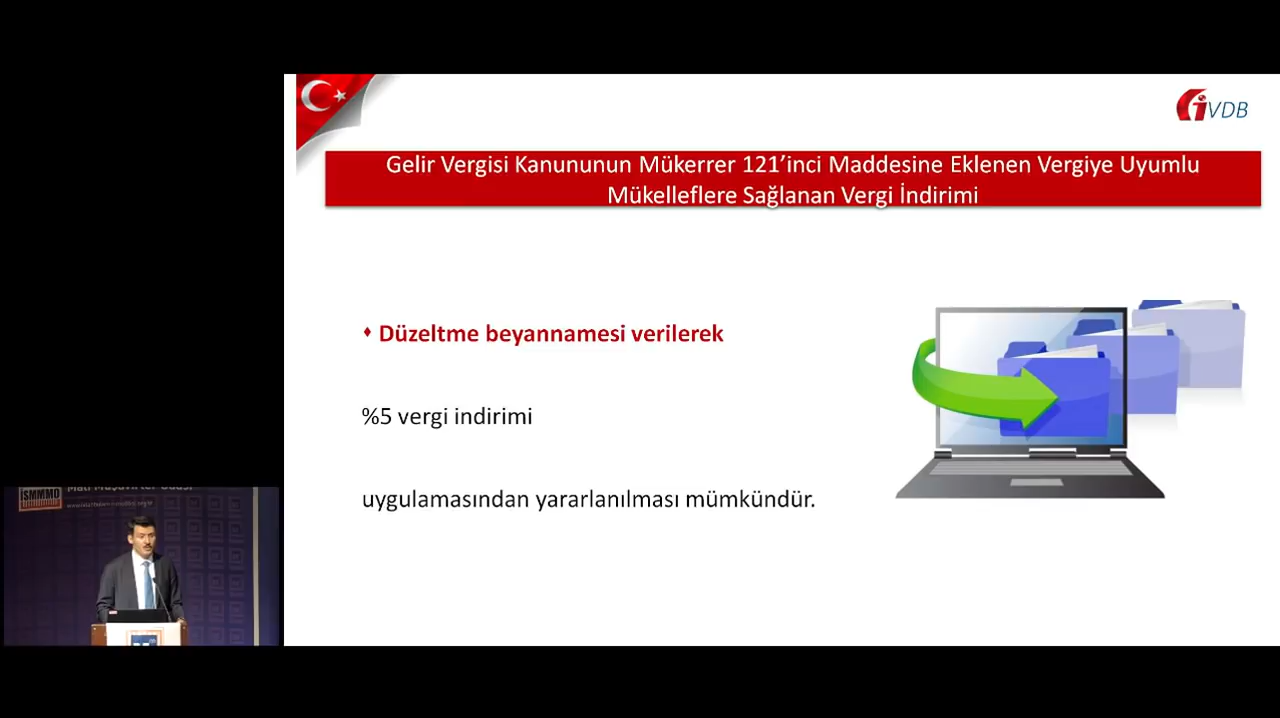 VDB
Gelir Vergisi Kanununun Mükerrer 121’inci Maddesine Eklenen Vergiye Uyumlu
Mükelleflere Sağlanan Vergi İndirimi
Düzeltme beyannamesi verilerek
%5 vergi indirimi
uygulamasından yararlanılması mümkündür.
İSMMMO
Mali Müşavirler Odası